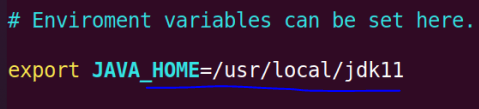 # Enviroment variables can be set here.
export JAVA_HOME=/usr/local/jdk11